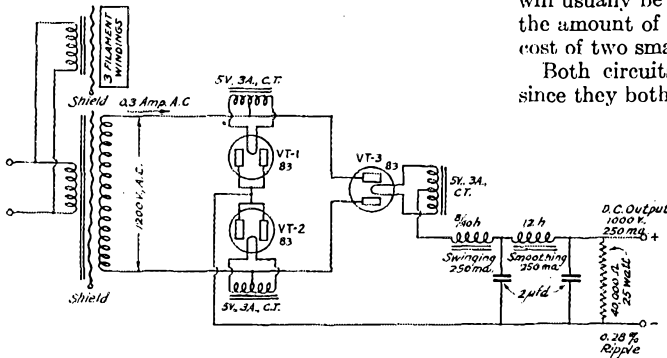 will usually be
the amount of
cost of two sma
Both circuit
since they both
3 FILAMENT
WINDINGS
Shield
0.3 Amp. A.C
5V. 3A., C.T.
VT-1
83
1200 V., A.C.
VT-2
83
5V., 3A., C.T.
Shield
VT-3
83
5V., 3A.,
C.T.
8/40h
Swinging
250 ma.
12 h
Smoothing
250 ma.
2 µfd
D.C. Output
1000 V.
250 ma.
+
40,000 Ω
25 Watt
-
0.28 %
Ripple